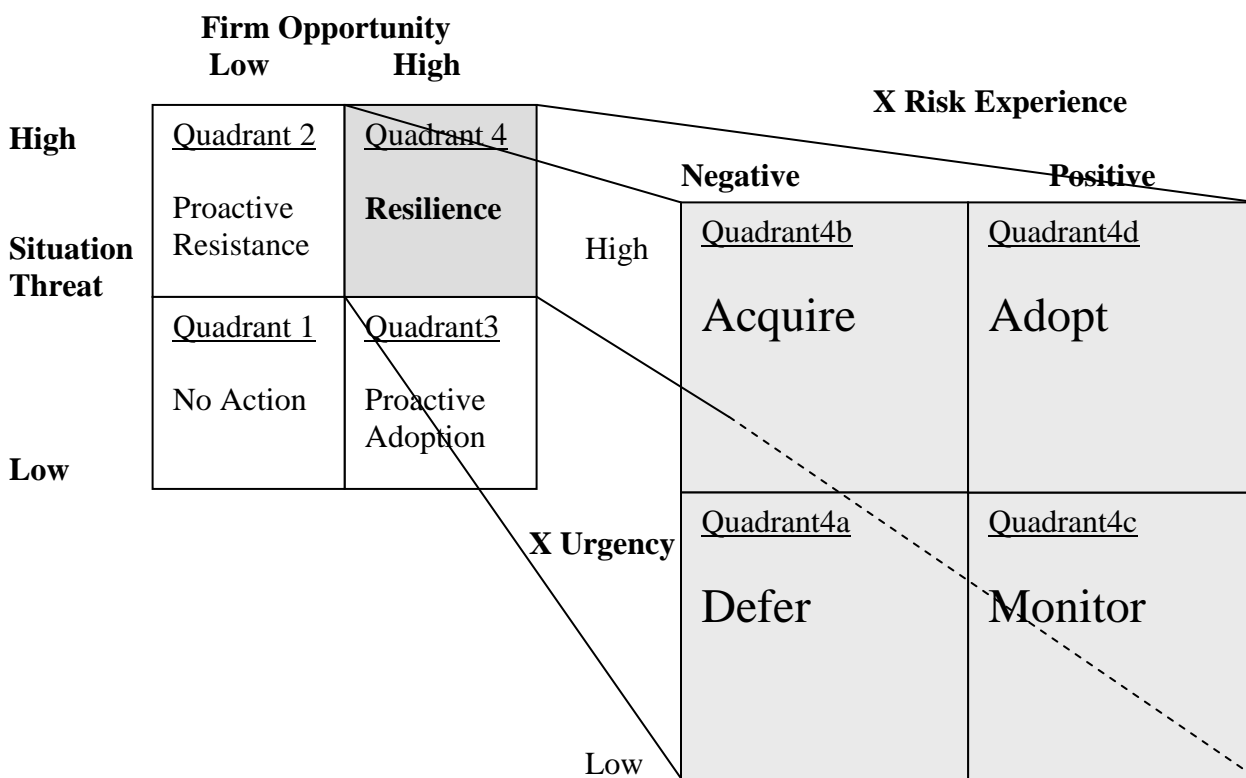 Firm Opportunity
Low High
X Risk Experience
High
Quadrant 2
Quadrant 4
Negative Positive
Proactive
Resistance
Resilience
Situation
Threat
High
Quadrant4b
Quadrant4d
Acquire
Adopt
Quadrant 1
Quadrant3
No Action
Proactive
Adoption
Low
X Urgency
Quadrant4a
Quadrant4c
Defer
Monitor
Low